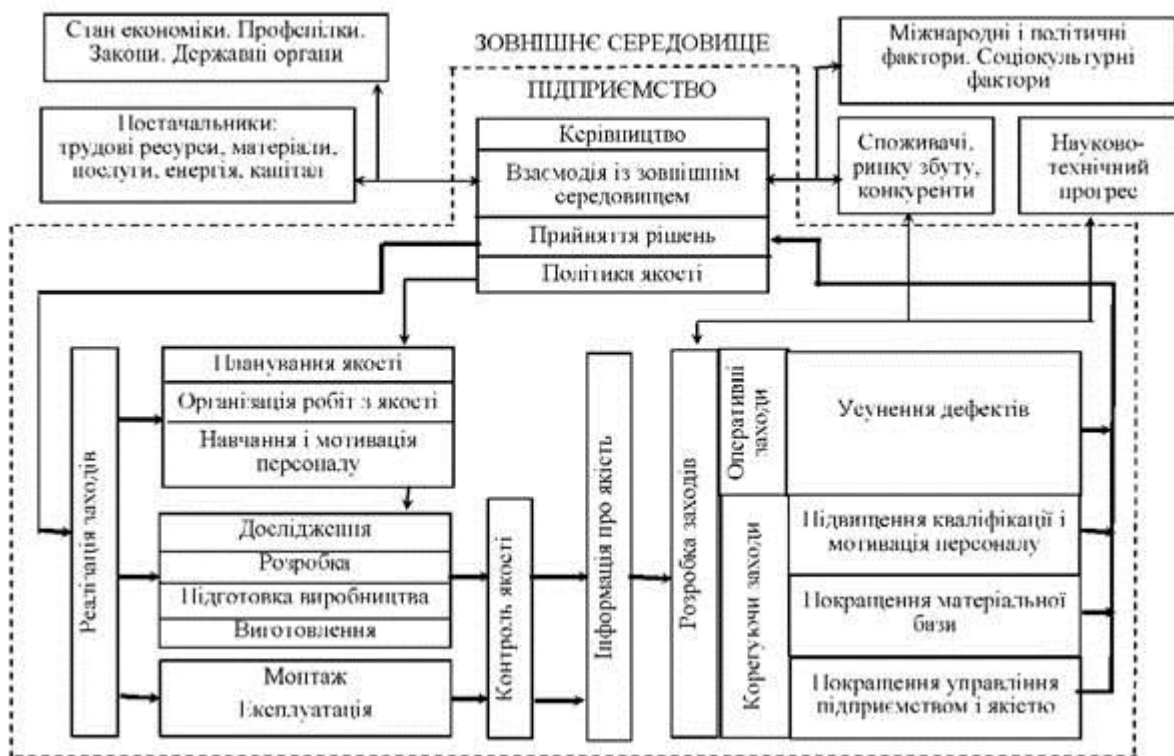 Стан економіки. Профспілки.
Закони. Державні органи
ЗОВНІШНЄ СЕРЕДОВИЩЕ
Міжнародні і політичні
фактори. Соціокультурні
фактори
ПІДПРИЄМСТВО
Постачальники:
трудові ресурси, матеріали,
послуги, енергія, капітал
Керівництво
Взаємодія із зовнішнім
середовищем
Прийняття рішень
Політика якості
Споживачі,
ринку збуту,
конкуренти
Науково-
технічний
прогрес
Реалізація заходів
Планування якості
Організація робіт з якості
Навчання і мотивація
персоналу
Дослідження
Розробка
Підготовка виробництва
Виготовлення
Монтаж
Експлуатація
Контроль якості
Інформація про якість
Розробка заходів
Оперативні
заходи
Корегуючи заходи
Усунення дефектів
Підвищення кваліфікації і
мотивація персоналу
Покращення матеріальної
бази
Покращення управління
підприємством і якістю